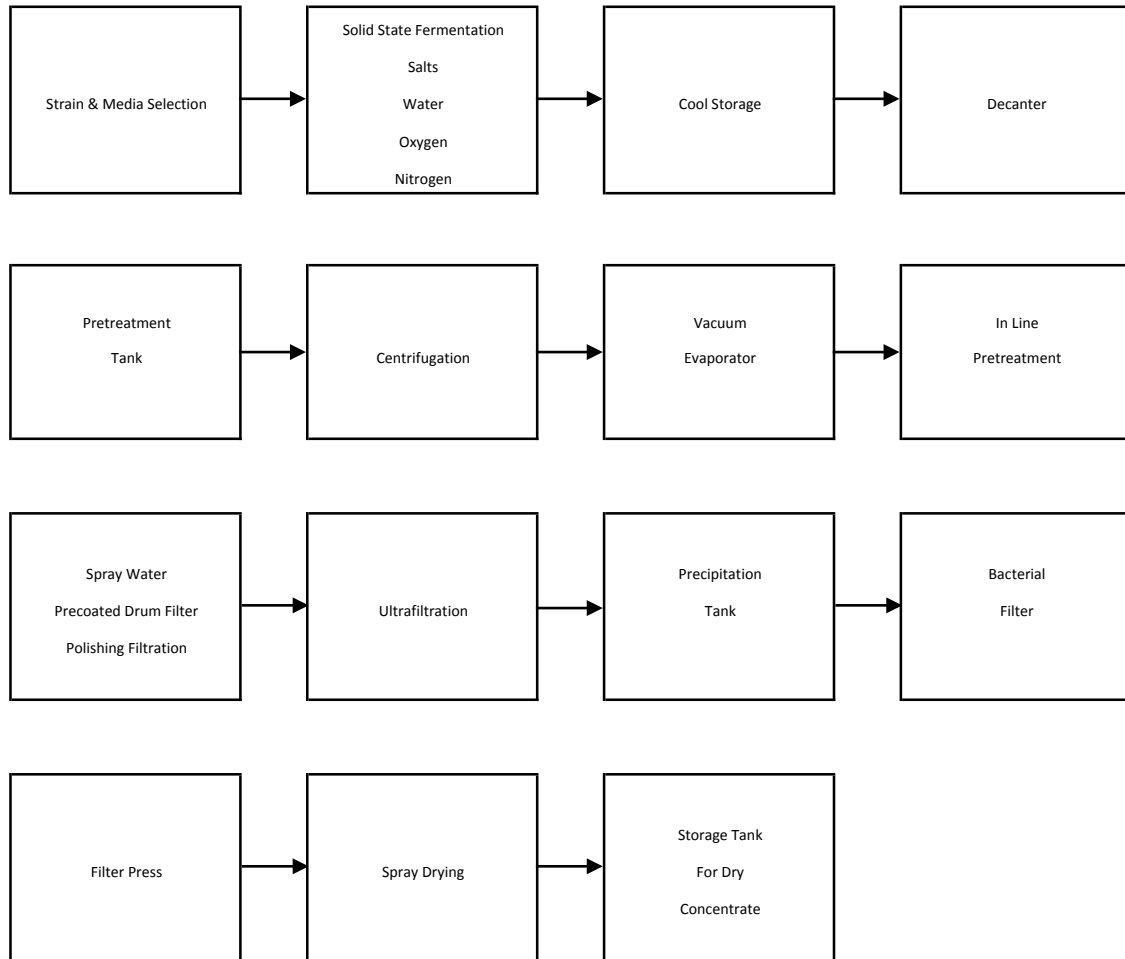 Strain & Media Selection
Solid State Fermentation
Salts
Water
Oxygen
Nitrogen
Cool Storage
Decanter
Pretreatment
Tank
Centrifugation
Vacuum
Evaporator
In Line
Pretreatment
Spray Water
Precoated Drum Filter
Polishing Filtration
Ultrafiltration
Precipitation
Tank
Bacterial
Filter
Filter Press
Spray Drying
Storage Tank
For Dry
Concentrate